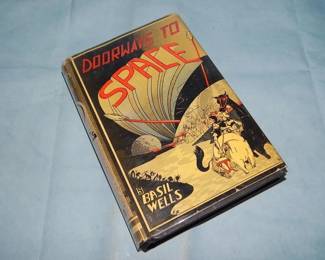 DOORWAYS TO
SPACE
BY
BASIL
WELLS